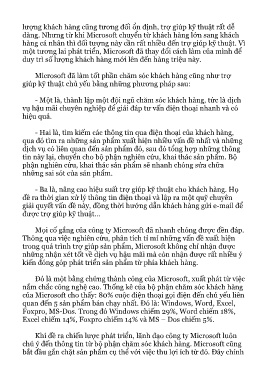 lượng khách hàng cũng tương đối ổn định, trợ giúp kỹ thuật rất dễ
dàng. Nhưng từ khi Microsoft chuyển từ khách hàng lớn sang khách
hàng cá nhân thì đối tượng này cần rất nhiều đến trợ giúp kỹ thuật. Vì
một tương lai phát triển, Microsoft đã thay đổi cách làm của mình để
duy trì số lượng khách hàng mới lên đến hàng triệu này.
Microsoft đã làm tốt phần chăm sóc khách hàng cũng như trợ
giúp kỹ thuật chủ yếu bằng những phương pháp sau:
- Một là, thành lập một đội ngũ chăm sóc khách hàng, tức là dịch
vụ hậu mãi chuyên nghiệp để giải đáp tư vấn điện thoại nhanh và có
hiệu quả.
- Hai là, tìm kiếm các thông tin qua điện thoại của khách hàng,
qua đó tìm ra những sản phẩm xuất hiện nhiều vấn đề nhất và những
dịch vụ có liên quan đến sản phẩm đó, sau đó tổng hợp những thông
tin này lại, chuyển cho bộ phận nghiên cứu, khai thác sản phẩm. Bộ
phận nghiên cứu, khai thác sản phẩm sẽ nhanh chóng sửa chữa
những sai sót của sản phẩm.
- Ba là, nâng cao hiệu suất trợ giúp kỹ thuật cho khách hàng. Họ
đề ra thời gian xử lý thông tin điện thoại và lập ra một quỹ chuyên
giải quyết vấn đề này, đồng thời hướng dẫn khách hàng gửi e-mail để
được trợ giúp kỹ thuật...
Mọi cố gắng của công ty Microsoft đã nhanh chóng được đền đáp.
Thông qua việc nghiên cứu, phân tích tỉ mỉ những vấn đề xuất hiện
trong quá trình trợ giúp sản phẩm, Microsoft không chỉ nhận được
những nhận xét tốt về dịch vụ hậu mãi mà còn nhận được rất nhiều ý
kiến đóng góp phát triển sản phẩm từ phía khách hàng.
Đó là một bằng chứng thành công của Microsoft, xuất phát từ việc
nắm chắc công nghệ cao. Thống kê của bộ phận chăm sóc khách hàng
của Microsoft cho thấy: 80% cuộc điện thoại gọi điện đến chủ yếu liên
quan đến 5 sản phẩm bán chạy nhất. Đó là: Windows, Word, Excel,
Foxpro, MS-Dos. Trong đó Windows chiếm 29%, Word chiếm 18%,
Excel chiếm 14%, Foxpro chiếm 14% và MS – Dos chiếm 5%.
Khi đề ra chiến lược phát triển, lãnh đạo công ty Microsoft luôn
chú ý đến thông tin từ bộ phận chăm sóc khách hàng. Microsoft cũng
bắt đầu gắn chặt sản phẩm cụ thể với việc thu lợi ích từ đó. Đây chính